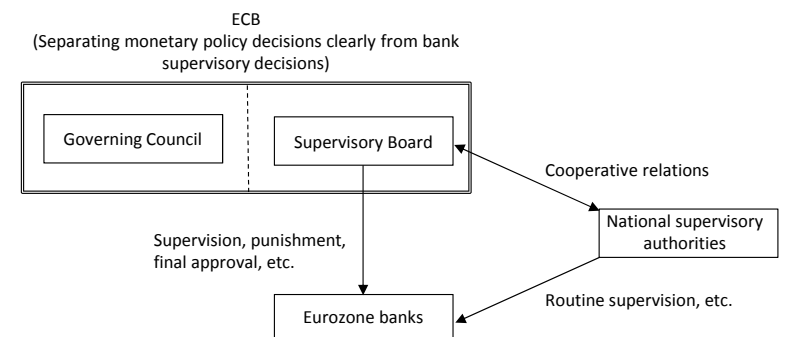 ECB
(Separating monetary policy decisions clearly from bank
supervisory decisions)
Governing Council
Supervisory Board
Cooperative relations
National supervisory
authorities
Supervision, punishment,
final approval, etc.
Routine supervision, etc.
Eurozone banks